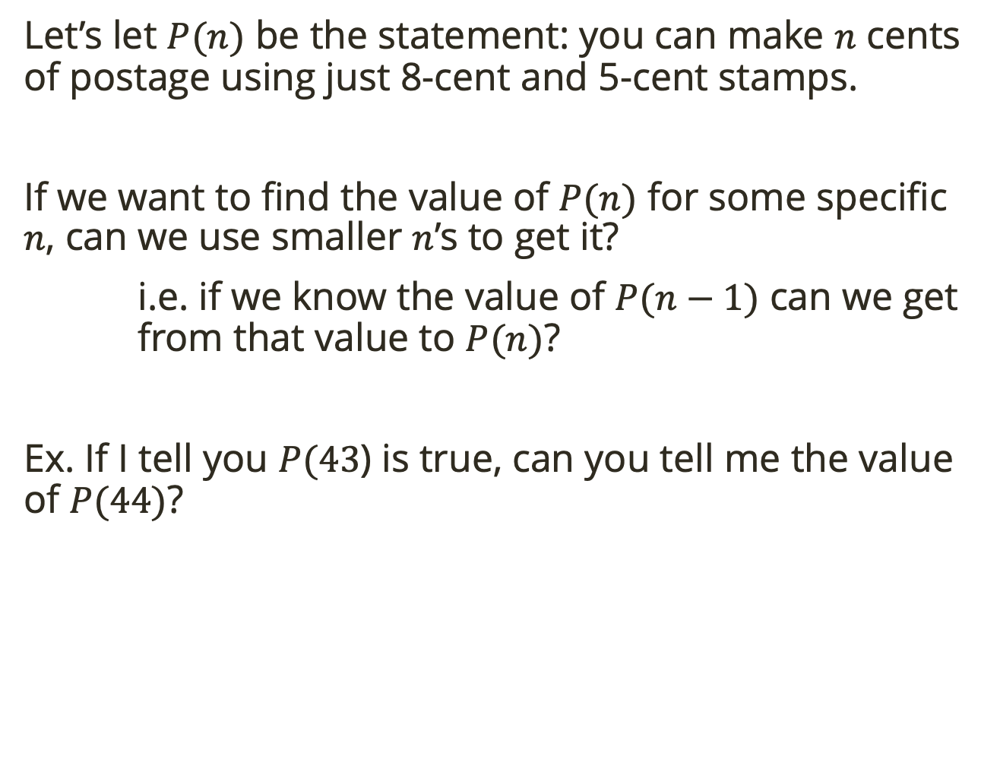 Let’s let P(n) be the statement: you can make n cents
of postage using just 8-cent and 5-cent stamps.
If we want to find the value of P(n) for some specific
n, can we use smaller n’s to get it?
i.e. if we know the value of P(n − 1) can we get
from that value to P(n)?
Ex. If I tell you P(43) is true, can you tell me the value
of P(44)?